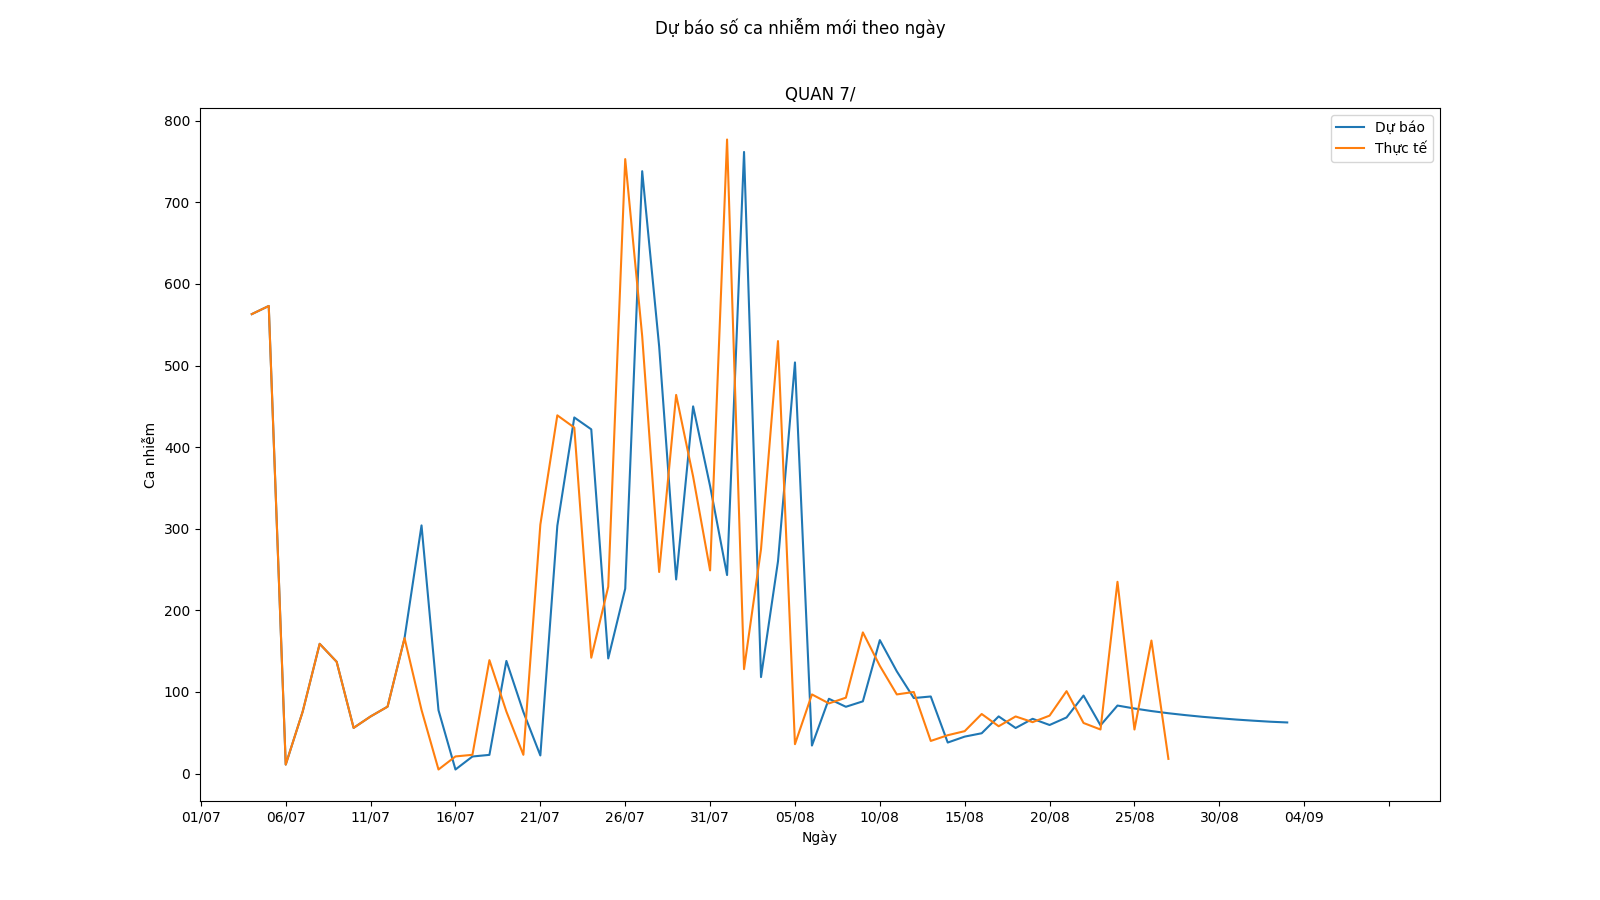 Dự báo số ca nhiễm mới theo ngày
QUAN 7/
800
700
600
500
400
300
200
100
0
Ca nhiễm
Dự báo
Thực tế
01/07 06/07 11/07 16/07 21/07 26/07 31/07 05/08 10/08 15/08 20/08 25/08 30/08 04/09
Ngày